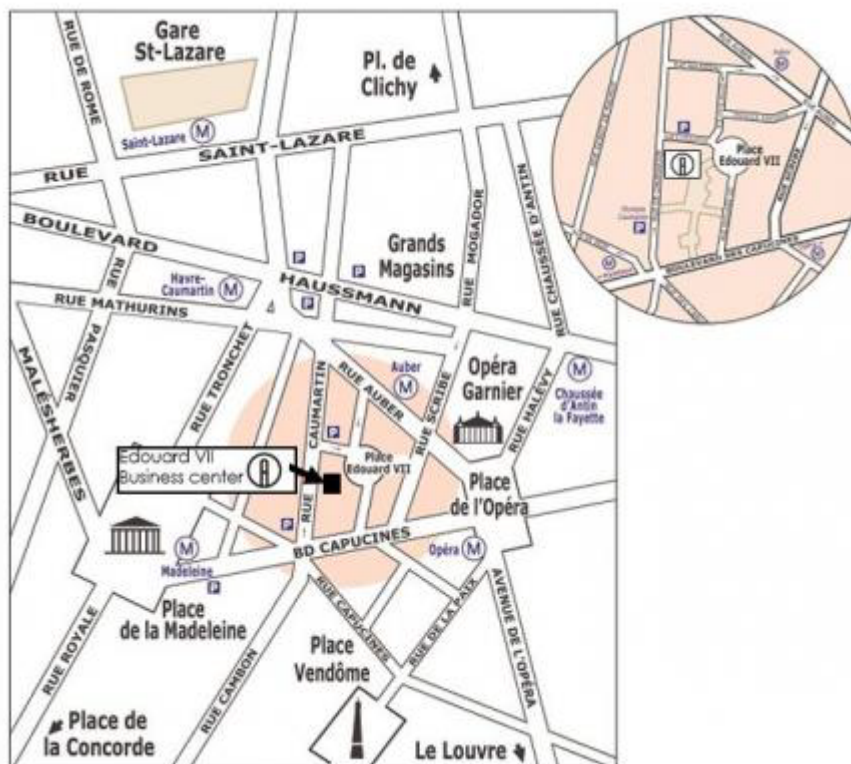 Gare
St-Lazare
RUE DE ROME
Pl. de
Clichy
Saint-Lazare
M
RUE SAINT-LAZARE
BOULEVARD HAUSSMANN
RUE PASQUIER
Havre-
Caumartin
M
P
P
P
Grands
Magasins
RUE MOGADOR
RUE CHAUSSÉE D'ANTIN
RUE MATHURINS
MALÉSHERBES
RUE TRONCHET
RUE CAUMARTIN
RUE AUBER
Auber
M
RUE SCRIBE
Opéra
Garnier
RUE HALÉVY
M
Chaussée
d'Antin
la Fayette
P
Place
Edouard VII
Edouard VII
Business center
Place
de l'Opéra
P
BD CAPUCINES
Opéra
M
M
Madeleine
P
Place
de la Madeleine
RUE ROYALE
RUE CAMBON
RUE CAPUCINES
RUE DE LA PAIX
AVENUE DE L'OPÉRA
Place
Vendôme
Place de
la Concorde
Le Louvre
Auber
M
P
Place
Edouard VII
RUE SCRIBE
P
M
BOULEVARD DES CAPUCINES